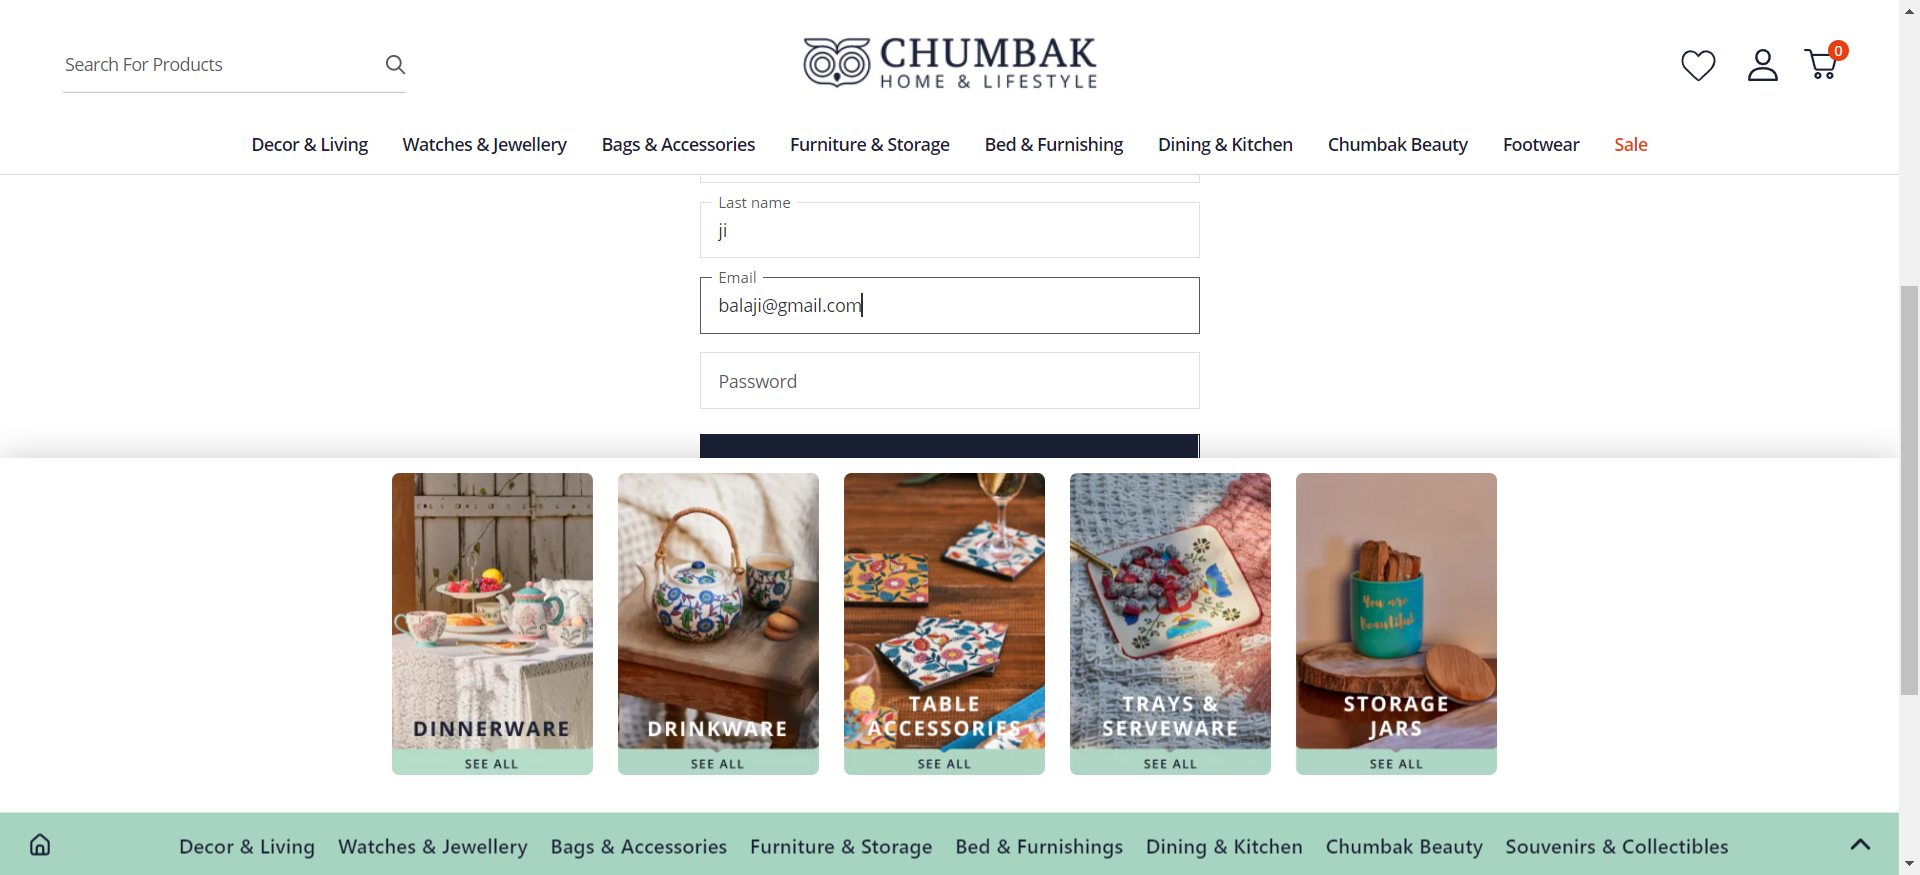 Search For Products
CHUMBAK
HOME & LIFESTYLE
0
Decor & Living Watches & Jewellery Bags & Accessories Furniture & Storage Bed & Furnishing Dining & Kitchen Chumbak Beauty Footwear Sale
Last name
ji
Email
balaji@gmail.com
Password
DINNERWARE
SEE ALL
DRINKWARE
SEE ALL
TABLE
ACCESSORIES
SEE ALL
TRAYS &
SERVEWARE
SEE ALL
You are
Beautiful
STORAGE
JARS
SEE ALL
Decor & Living Watches & Jewellery Bags & Accessories Furniture & Storage Bed & Furnishings Dining & Kitchen Chumbak Beauty Souvenirs & Collectibles